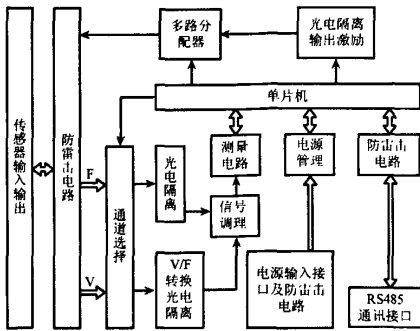 多路分
配器
光电隔离
输出激励
单片机
传感器输入输出
防雷击电路
F
V
通道选择
光电隔离
测量
电路
电源
管理
防雷击
电路
信号
调理
V/F
转换
光电
隔离
电源输入接
口及防雷击
电路
RS485
通讯接口